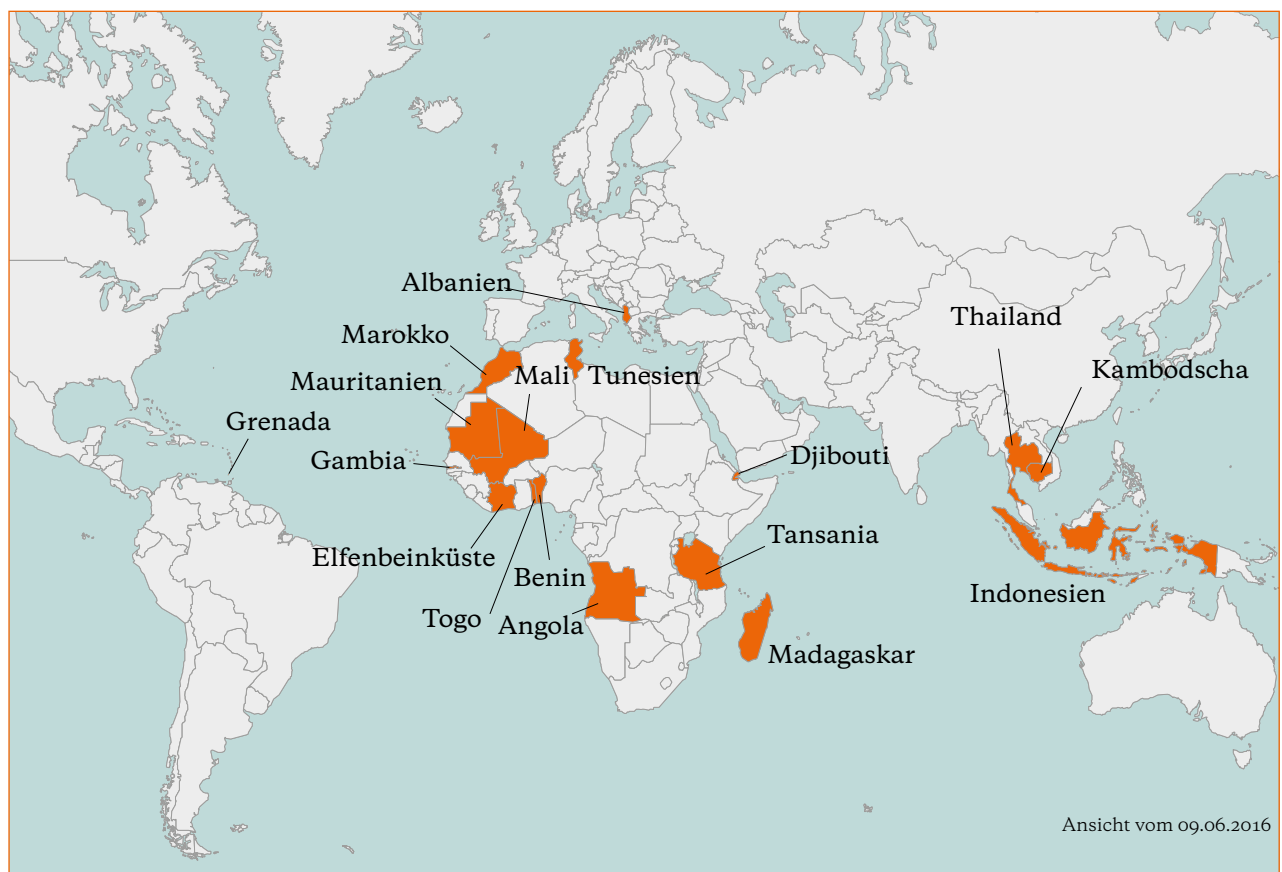 Albanien
Thailand
Marokko
Kambodscha
Mauritanien
Mali
Tunesien
Grenada
Gambia
Djibouti
Tansania
Elfenbeinküste
Benin
Indonesien
Togo
Angola
Madagaskar
Ansicht vom 09.06.2016